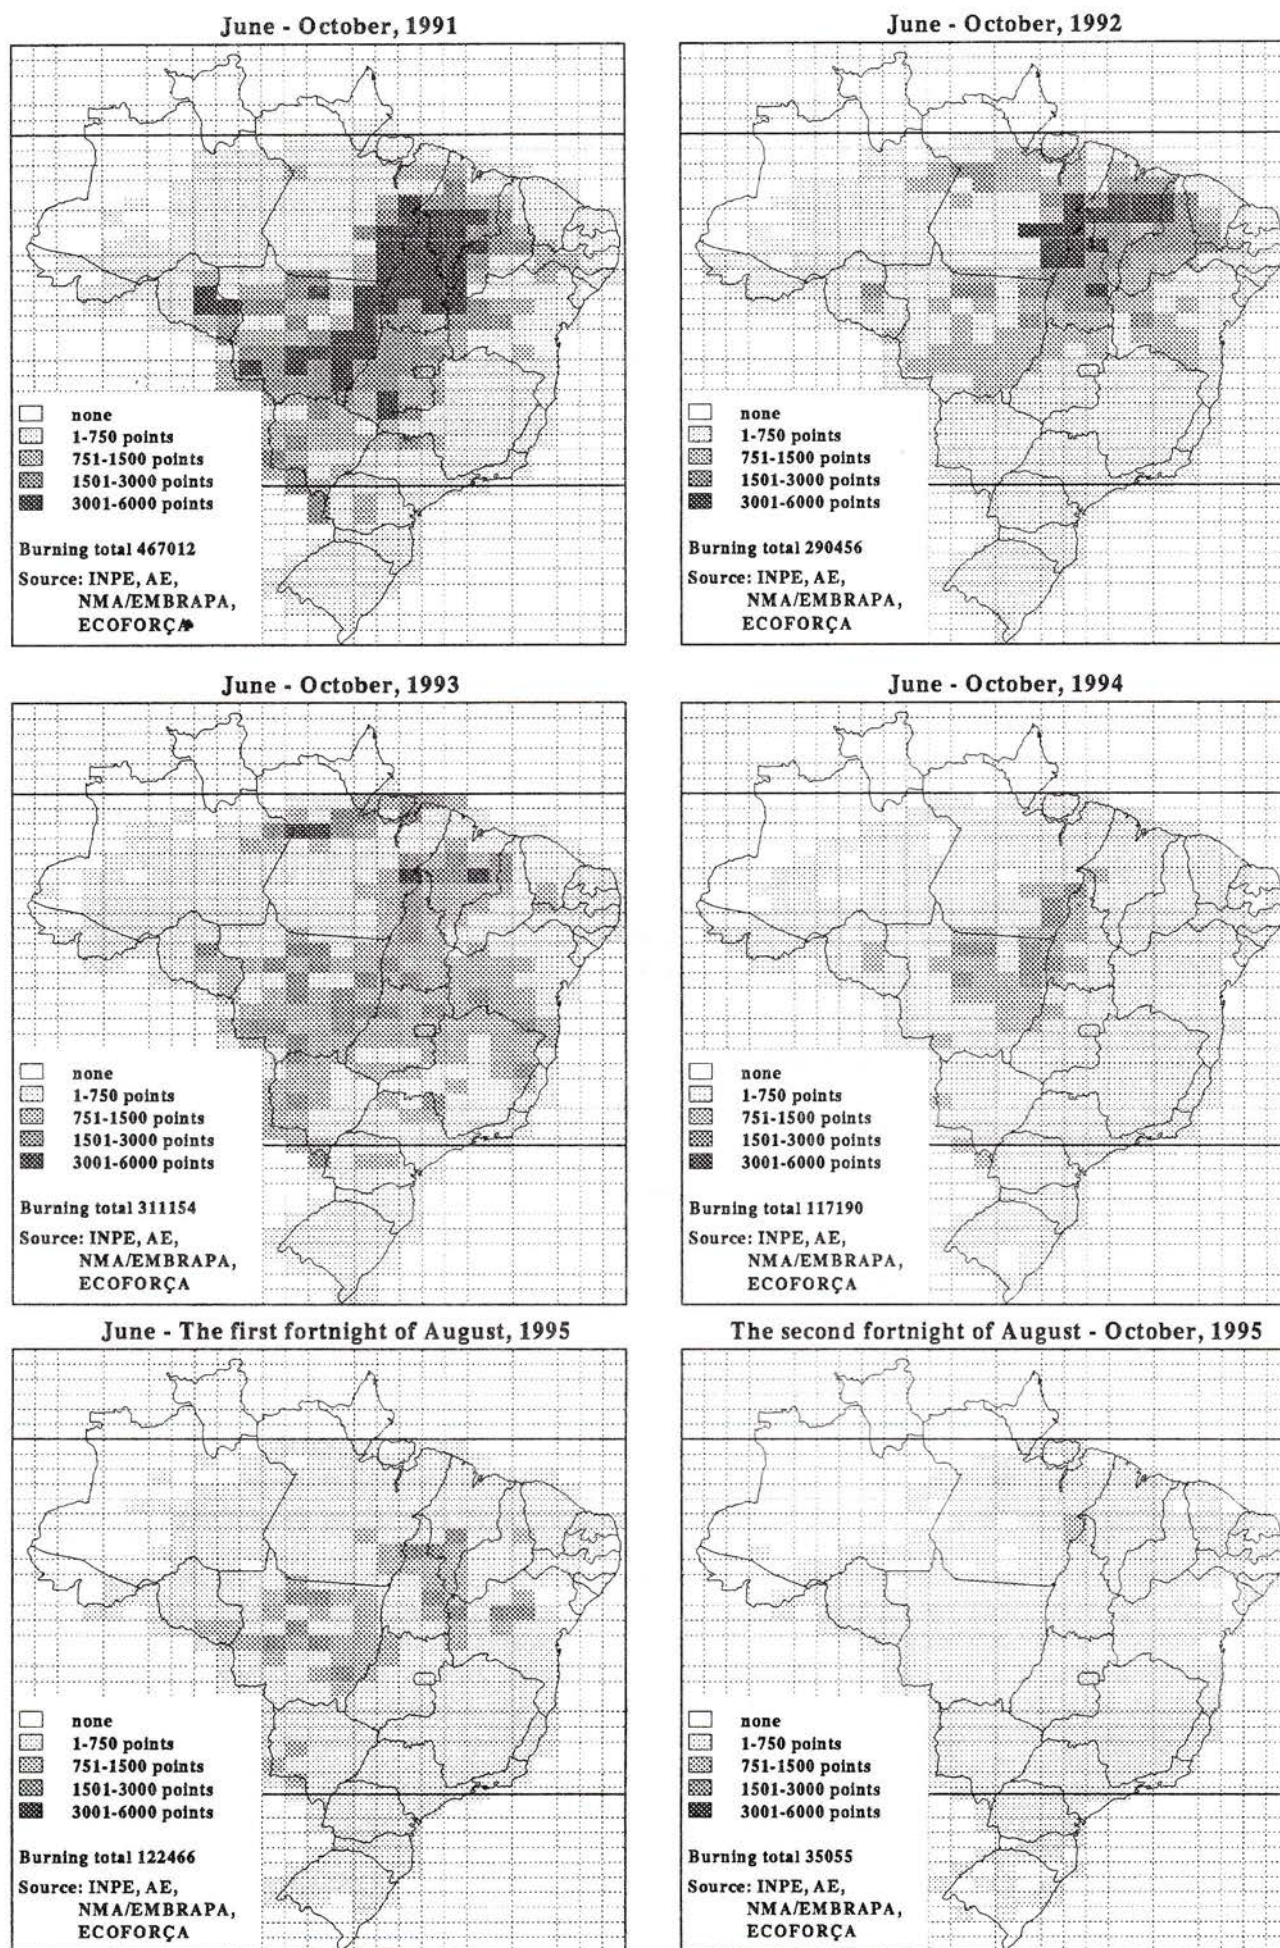 June - October, 1991
none
1-750 points
751-1500 points
1501-3000 points
3001-6000 points
Burning total 467012
Source: INPE, AE,
NMA/EMBRAPA,
ECOFORÇA
June - October, 1992
none
1-750 points
751-1500 points
1501-3000 points
3001-6000 points
Burning total 290456
Source: INPE, AE,
NMA/EMBRAPA,
ECOFORÇA
June - October, 1993
none
1-750 points
751-1500 points
1501-3000 points
3001-6000 points
Burning total 311154
Source: INPE, AE,
NMA/EMBRAPA,
ECOFORÇA
June - October, 1994
none
1-750 points
751-1500 points
1501-3000 points
3001-6000 points
Burning total 117190
Source: INPE, AE,
NMA/EMBRAPA,
ECOFORÇA
June - The first fortnight of August, 1995
none
1-750 points
751-1500 points
1501-3000 points
3001-6000 points
Burning total 122466
Source: INPE, AE,
NMA/EMBRAPA,
ECOFORÇA
The second fortnight of August - October, 1995
none
1-750 points
751-1500 points
1501-3000 points
3001-6000 points
Burning total 35055
Source: INPE, AE,
NMA/EMBRAPA,
ECOFORÇA